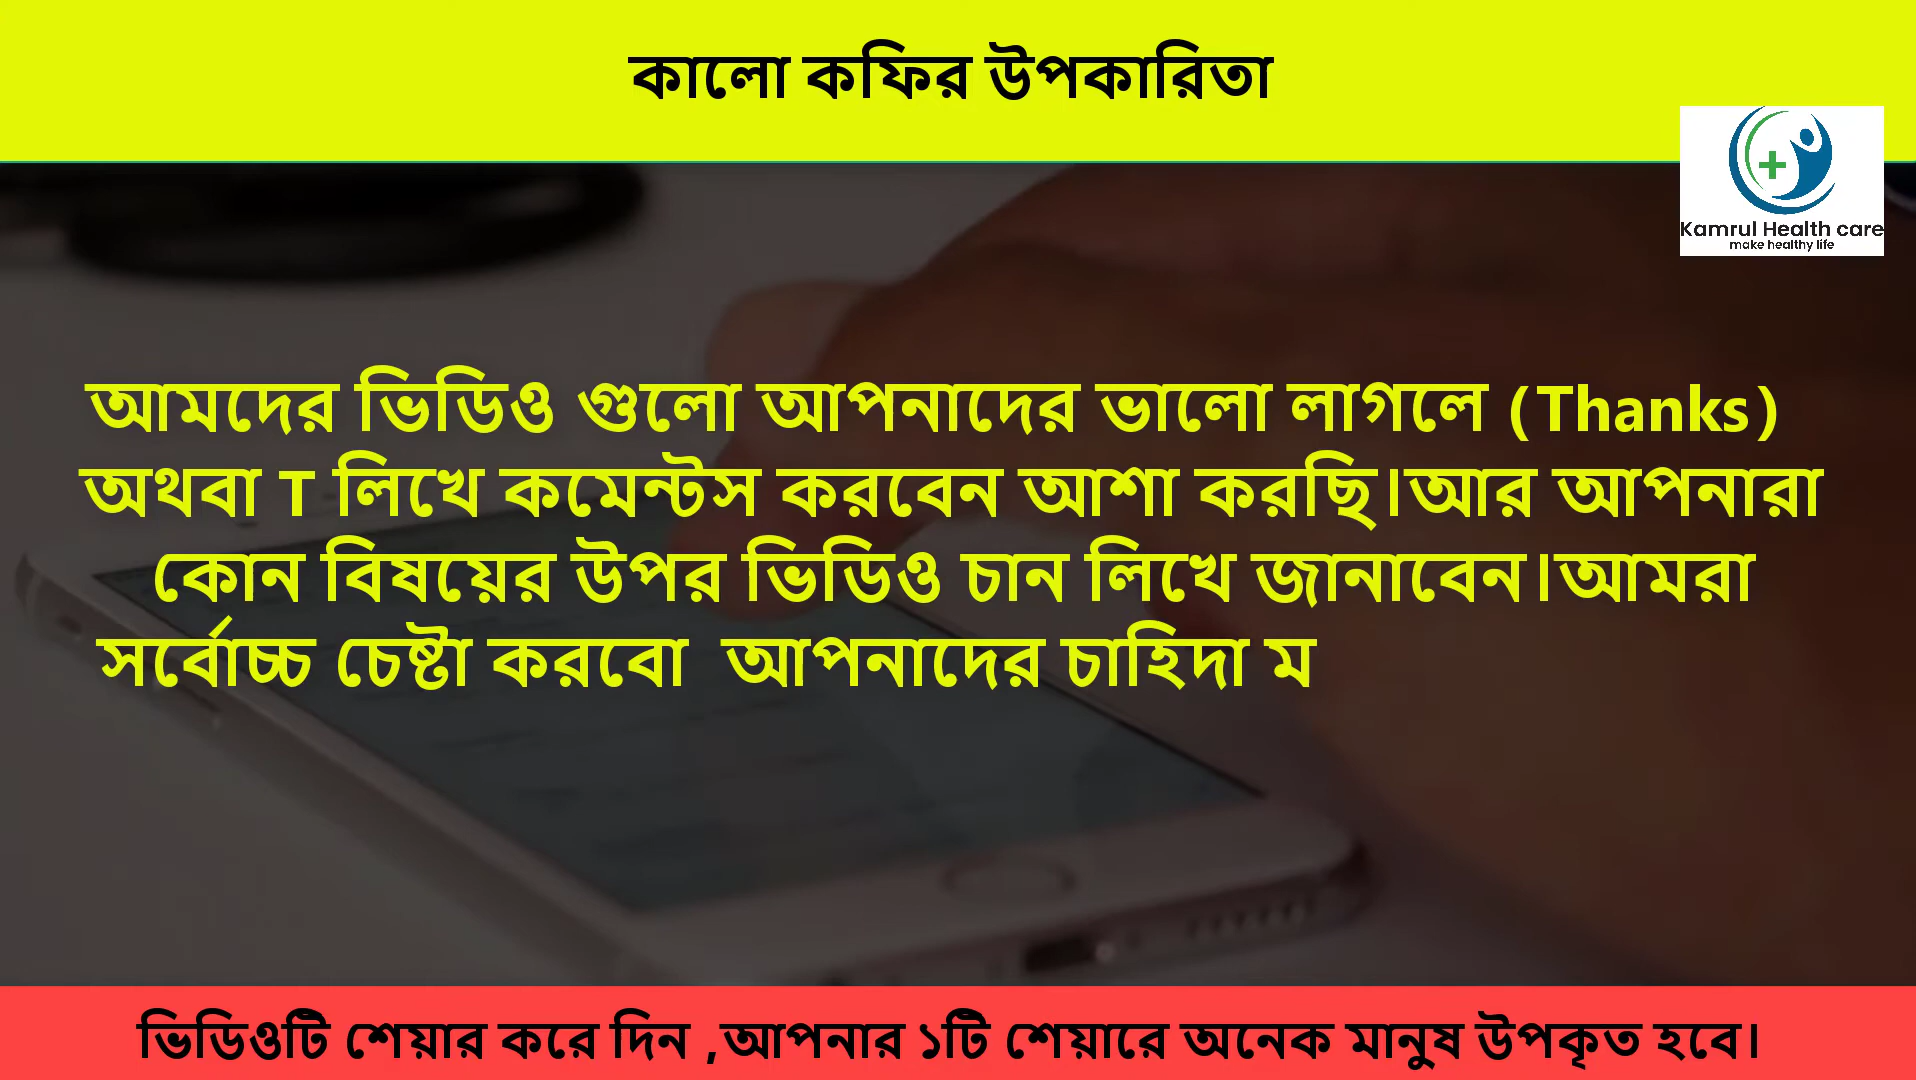 কালো কফির উপকারিতা
Kamrul Health care
make healthy life
আমদের ভিডিও গুলো আপনাদের ভালো লাগলে (Thanks)
অথবা T লিখে কমেন্টস করবেন আশা করছি।আর আপনারা
কোন বিষয়ের উপর ভিডিও চান লিখে জানাবেন।আমরা
সর্বোচ্চ চেষ্টা করবো আপনাদের চাহিদা ম
ভিডিওটি শেয়ার করে দিন ,আপনার ১টি শেয়ারে অনেক মানুষ উপকৃত হবে।